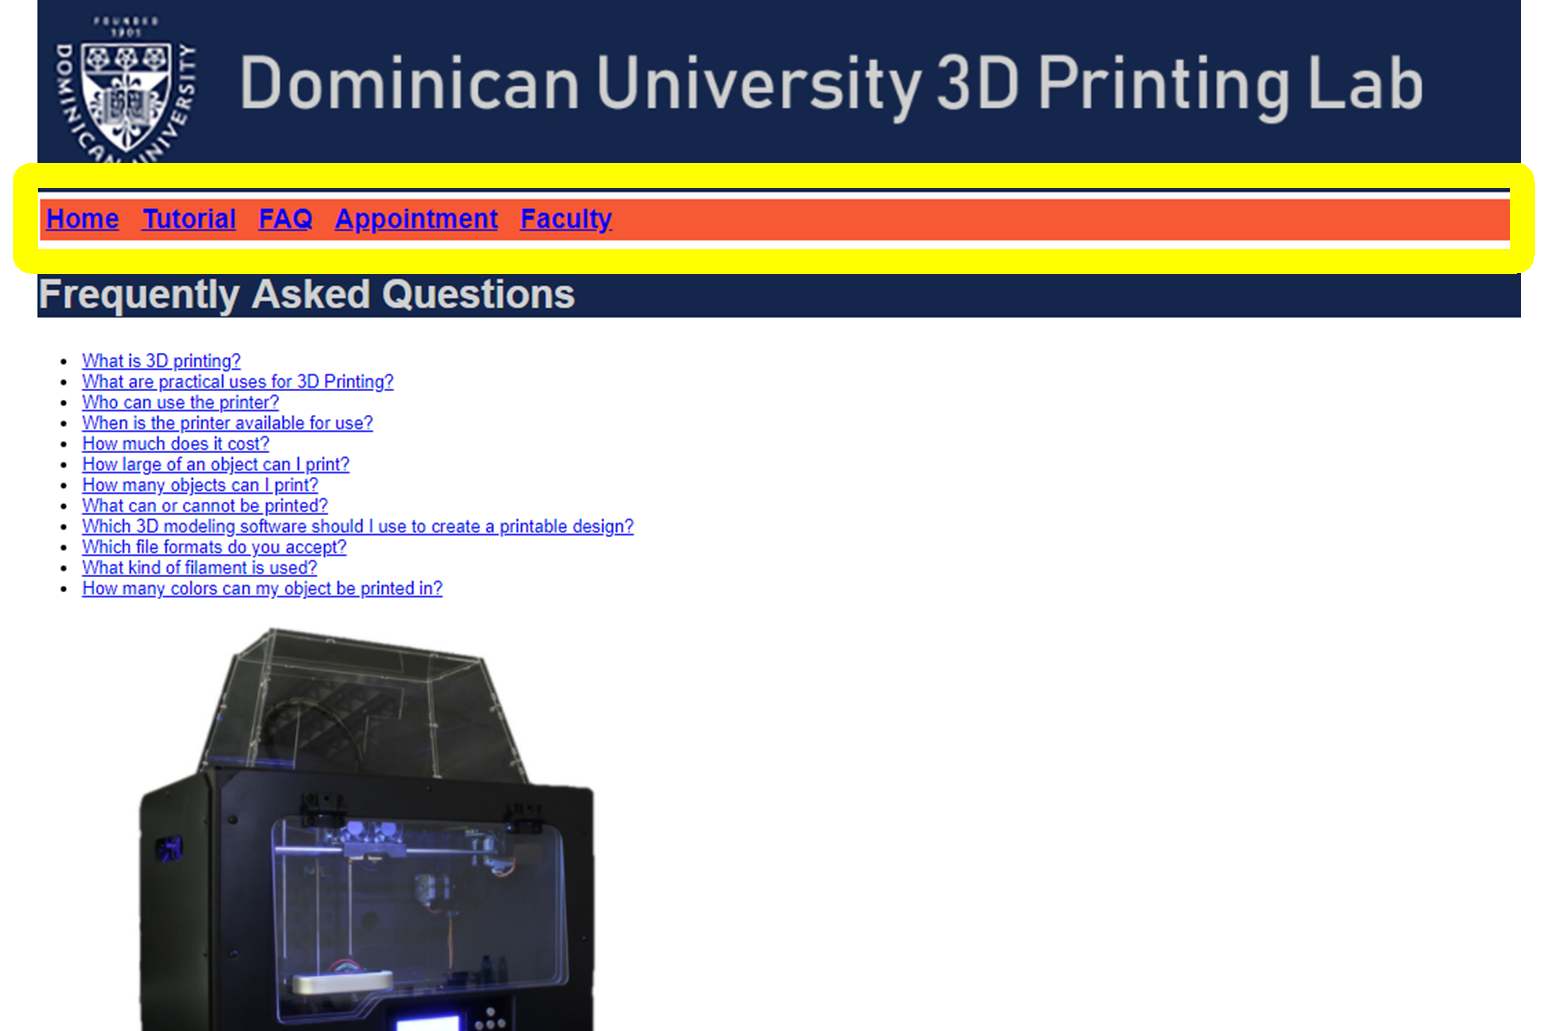 FOUNDED
1901
DOMINICAN UNIVERSITY
Dominican University 3D Printing Lab
Home Tutorial FAQ Appointment Faculty
Frequently Asked Questions
What is 3D printing?
What are practical uses for 3D Printing?
Who can use the printer?
When is the printer available for use?
How much does it cost?
How large of an object can I print?
How many objects can I print?
What can or cannot be printed?
Which 3D modeling software should I use to create a printable design?
Which file formats do you accept?
What kind of filament is used?
How many colors can my object be printed in?